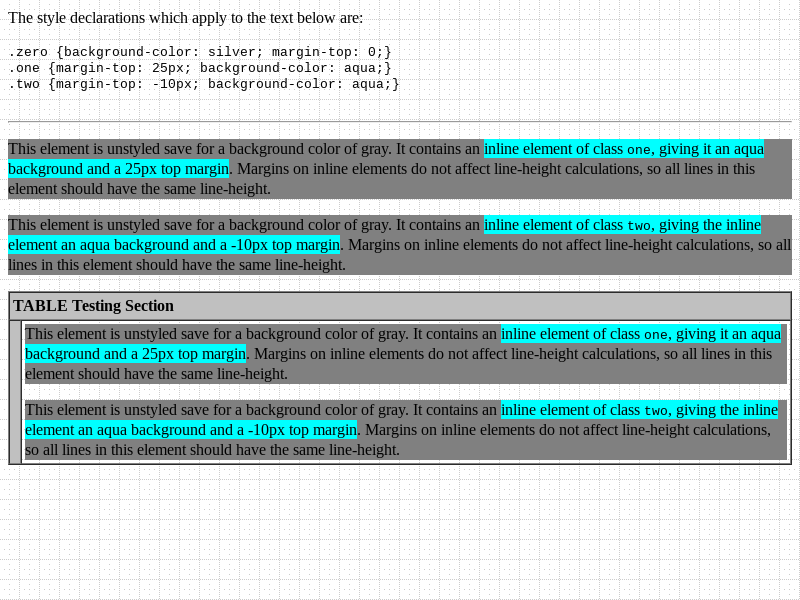 The style declarations which apply to the text below are:
.zero {background-color: silver; margin-top: 0;}
.one {margin-top: 25px; background-color: aqua;}
.two {margin-top: -10px; background-color: aqua;}
This element is unstyled save for a background color of gray. It contains an inline element of class one, giving it an aqua
background and a 25px top margin. Margins on inline elements do not affect line-height calculations, so all lines in this
element should have the same line-height.
This element is unstyled save for a background color of gray. It contains an inline element of class two, giving the inline
element an aqua background and a -10px top margin. Margins on inline elements do not affect line-height calculations, so all
lines in this element should have the same line-height.
TABLE Testing Section
This element is unstyled save for a background color of gray. It contains an inline element of class one, giving it an aqua
background and a 25px top margin. Margins on inline elements do not affect line-height calculations, so all lines in this
element should have the same line-height.
This element is unstyled save for a background color of gray. It contains an inline element of class two, giving the inline
element an aqua background and a -10px top margin. Margins on inline elements do not affect line-height calculations,
so all lines in this element should have the same line-height.